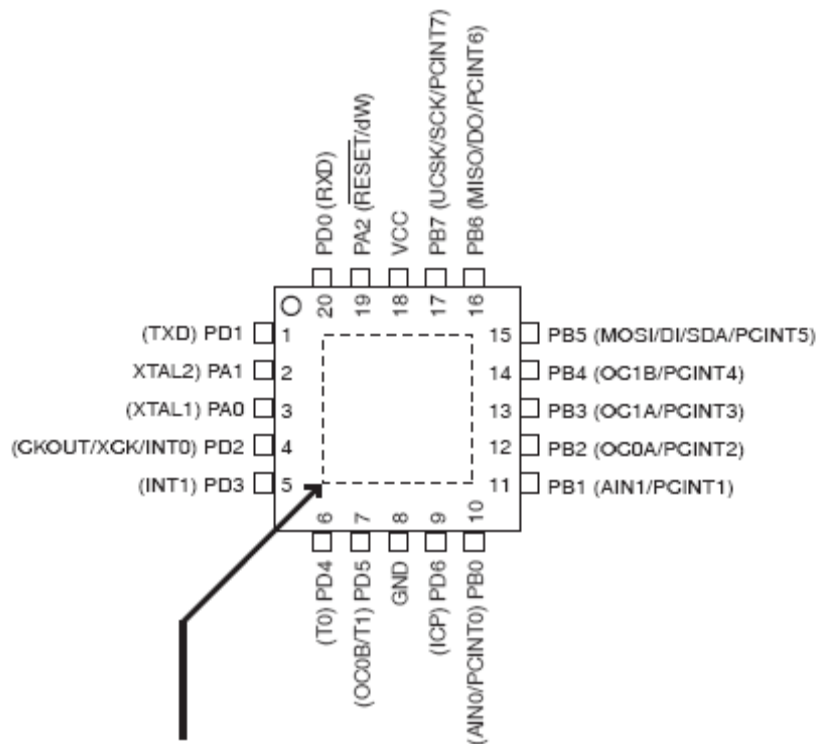 PD0 (RXD)
PA2 (RESET/dW)
VCC
PB7 (UCSK/SCK/PCINT7)
PB6 (MISO/DO/PCINT6)
20
19
18
17
16
(TXD) PD1
1
XTAL2) PA1
2
(XTAL1) PA0
3
(CKOUT/XCK/INT0) PD2
4
(INT1) PD3
5
15
PB5 (MOSI/DI/SDA/PCINT5)
14
PB4 (OC1B/PCINT4)
13
PB3 (OC1A/PCINT3)
12
PB2 (OC0A/PCINT2)
11
PB1 (AIN1/PCINT1)
6
7
8
9
10
(T0) PD4
(OC0B/T1) PD5
GND
(ICP) PD6
(AIN0/PCINT0) PB0